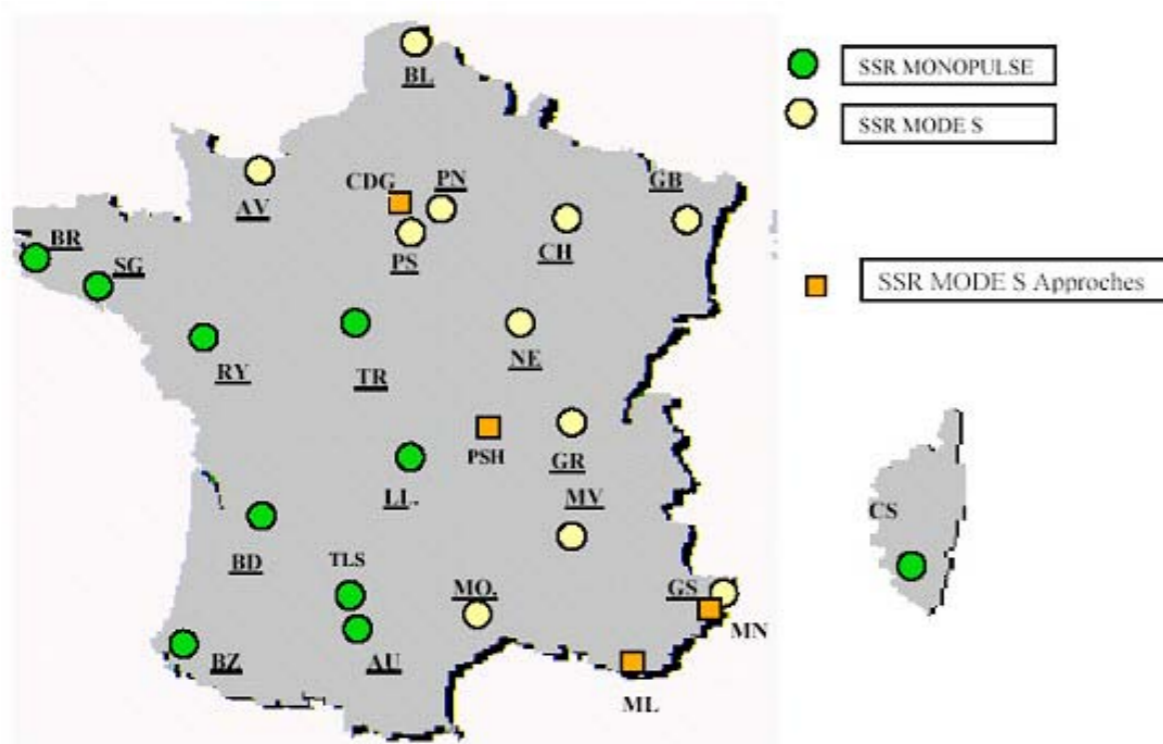 SSR MONOPULSE
BL
SSR MODE S
CDG
PN
GB
AV
BR
PS
CH
SG
SSR MODE S Approches
RY
TR
NE
PSH
GR
LL.
MV
CS
BD
TLS
MO.
GS
MN
BZ
AU
ML